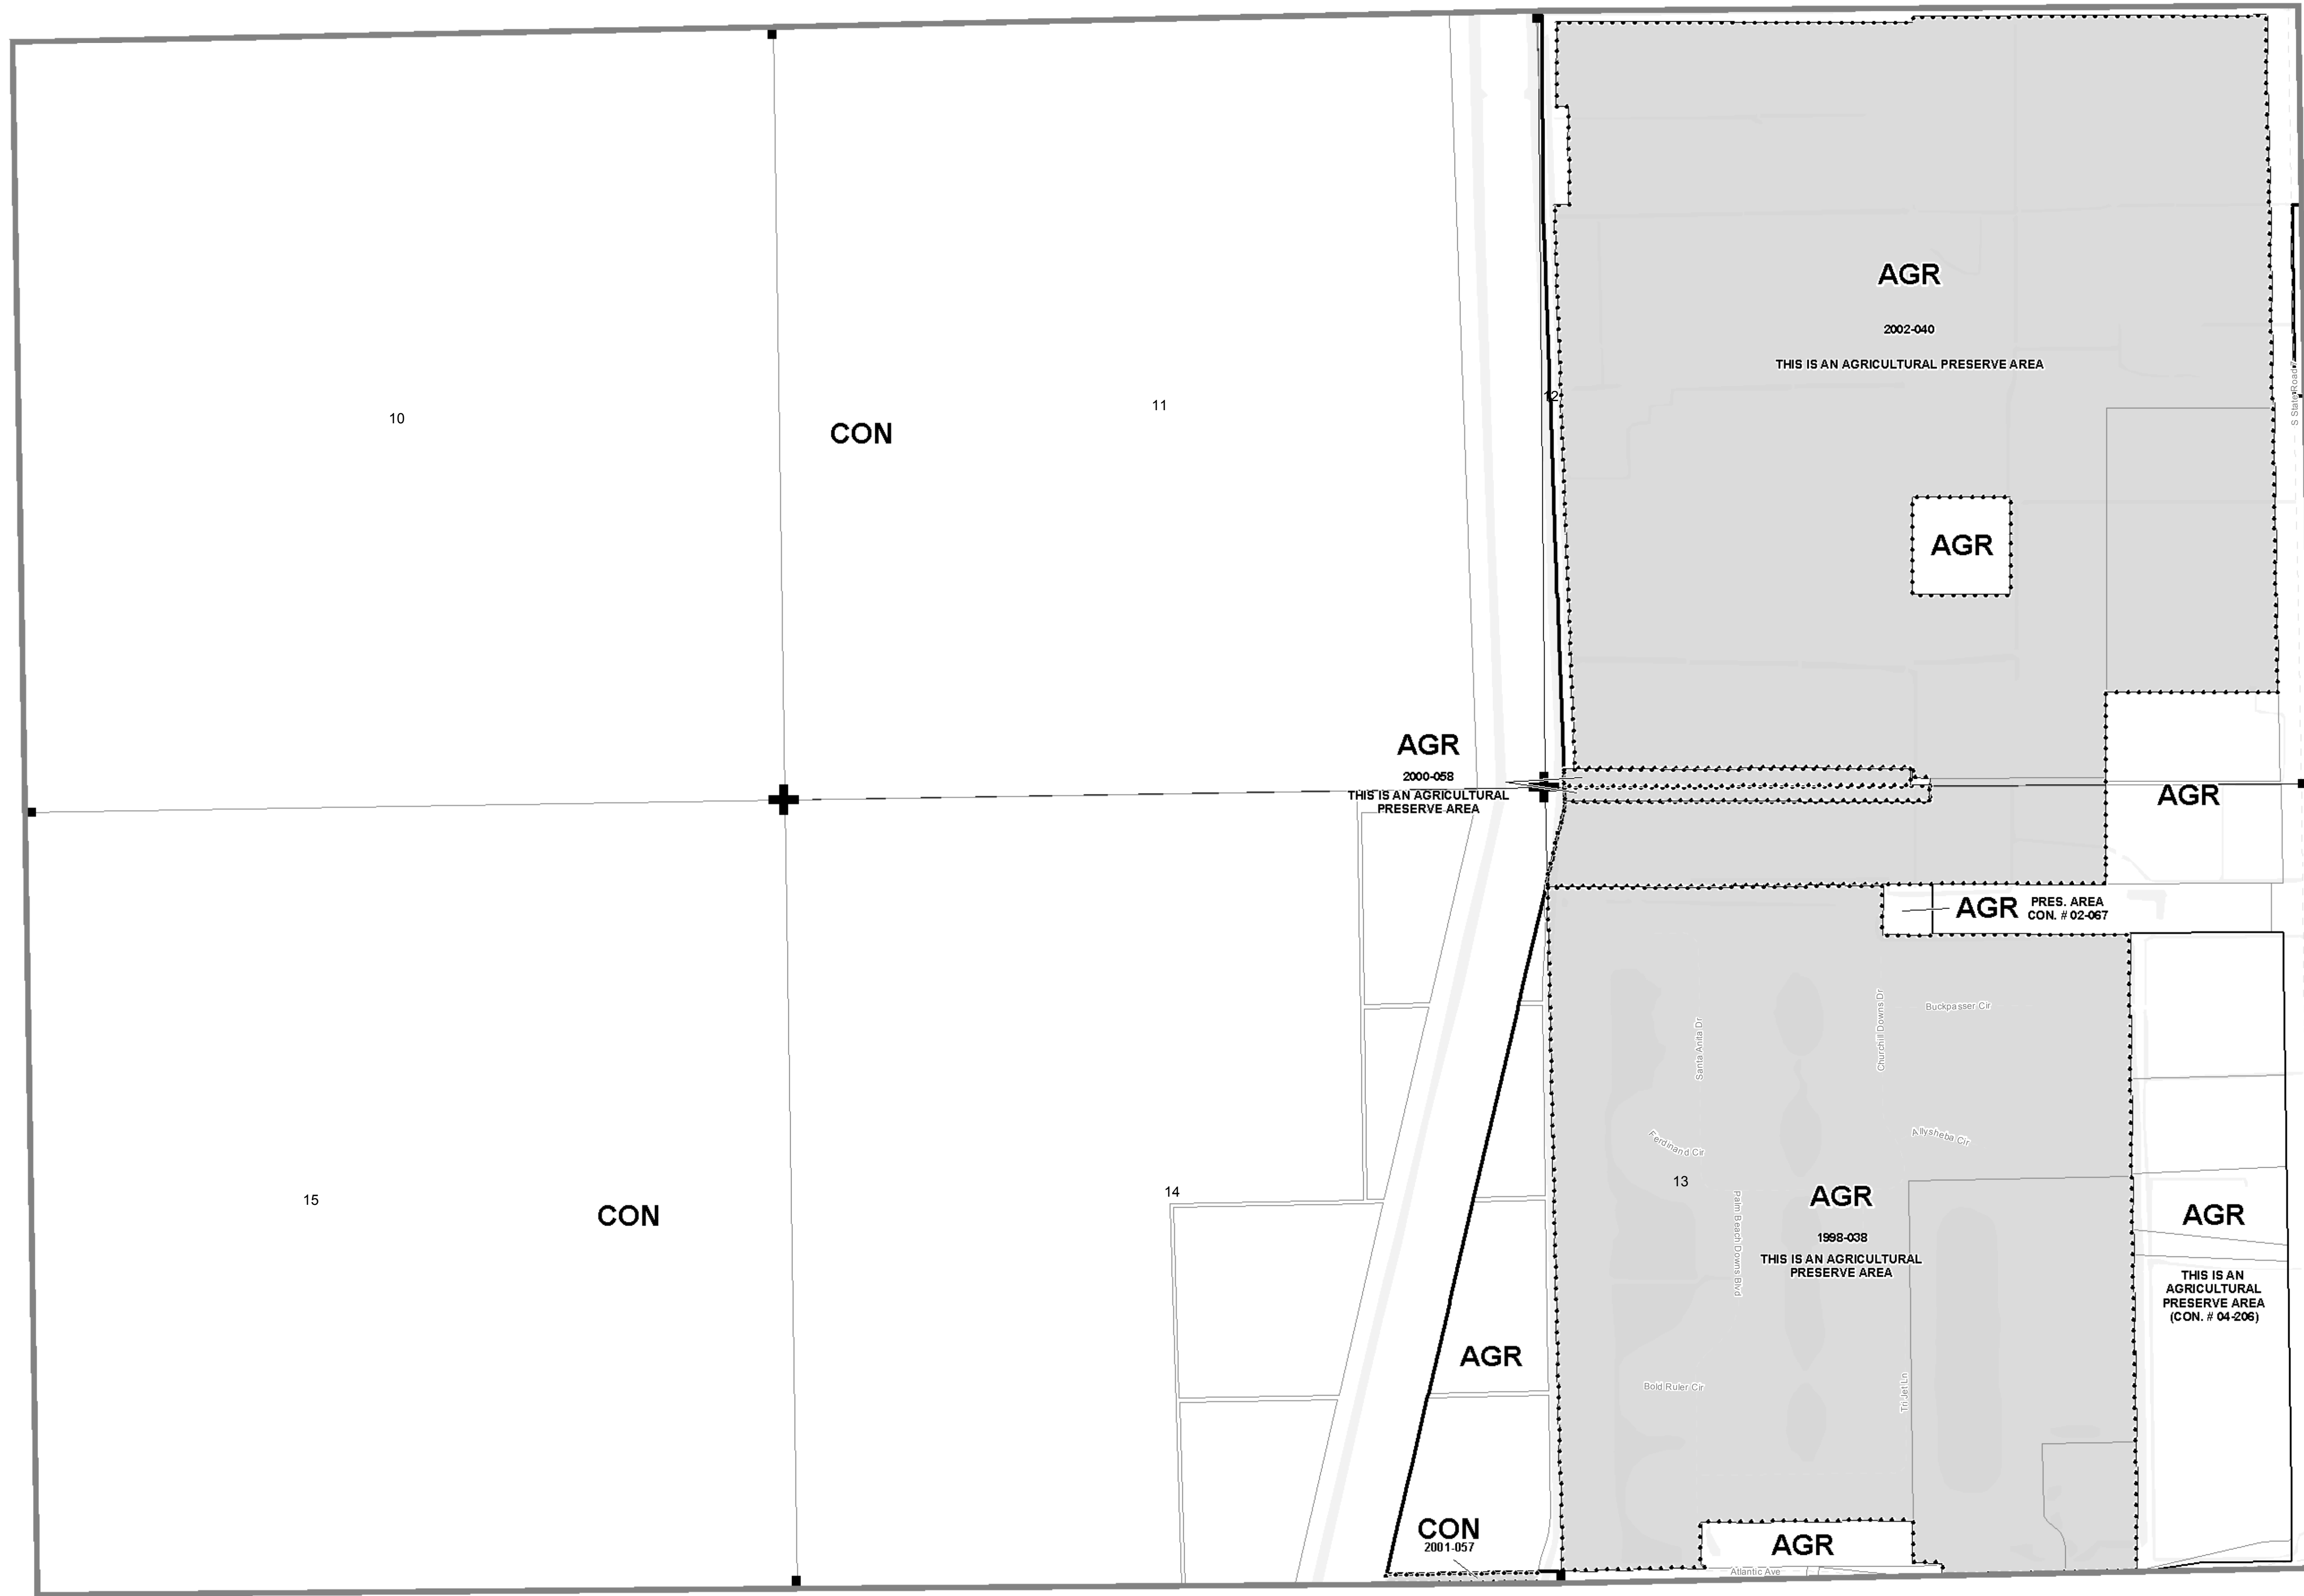 AGR
2002-040
THIS IS AN AGRICULTURAL PRESERVE AREA
S State Road 7
12
11
10
CON
AGR
AGR
2000-058
THIS IS AN AGRICULTURAL
PRESERVE AREA
AGR
AGR
PRES. AREA
CON. # 02-067
Buckpasser Cir
Churchill Downs Dr
Santa Anita Dr
Allysheba Cir
Ferdinand Cir
13
14
15
CON
AGR
1998-038
THIS IS AN AGRICULTURAL
PRESERVE AREA
Palm Beach Downs Blvd
AGR
THIS IS AN
AGRICULTURAL
PRESERVE AREA
(CON. # 04-206)
AGR
Bold Ruler Cir
Tri Jet Ln
CON
2001-057
AGR
Atlantic Ave